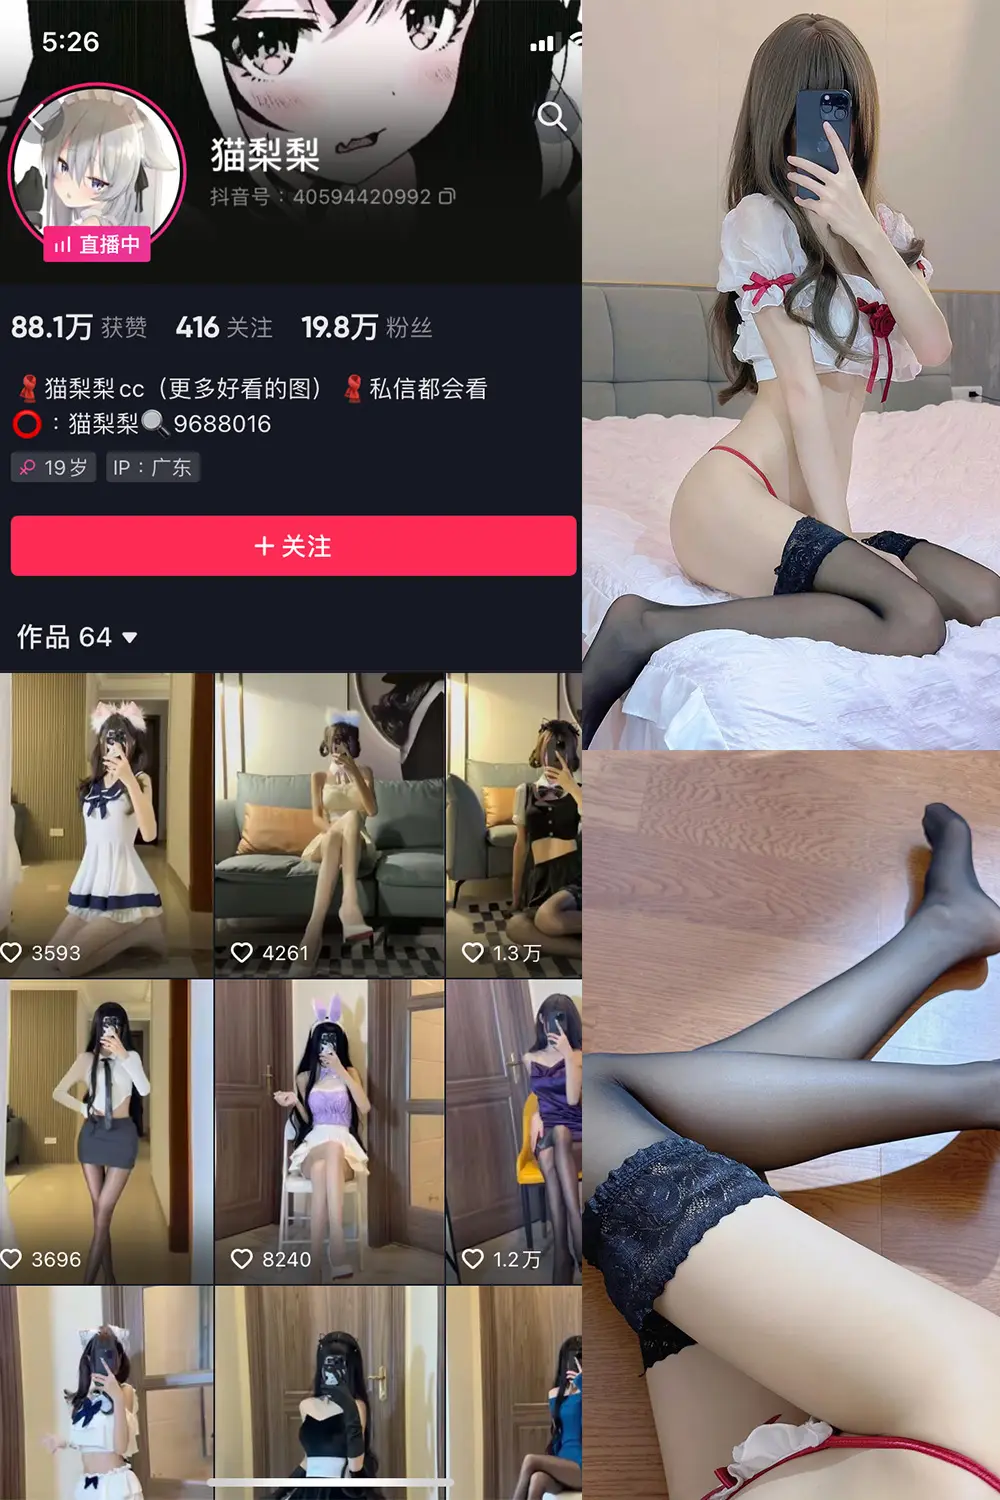 5:26
猫梨梨
抖音号：40594420992
直播中
88.1万 获赞 416 关注 19.8万 粉丝
猫梨梨cc（更多好看的图） 私信都会看
：猫梨梨 9688016
19岁 IP：广东
+ 关注
作品 64
3593 4261 1.3万
3696 8240 1.2万